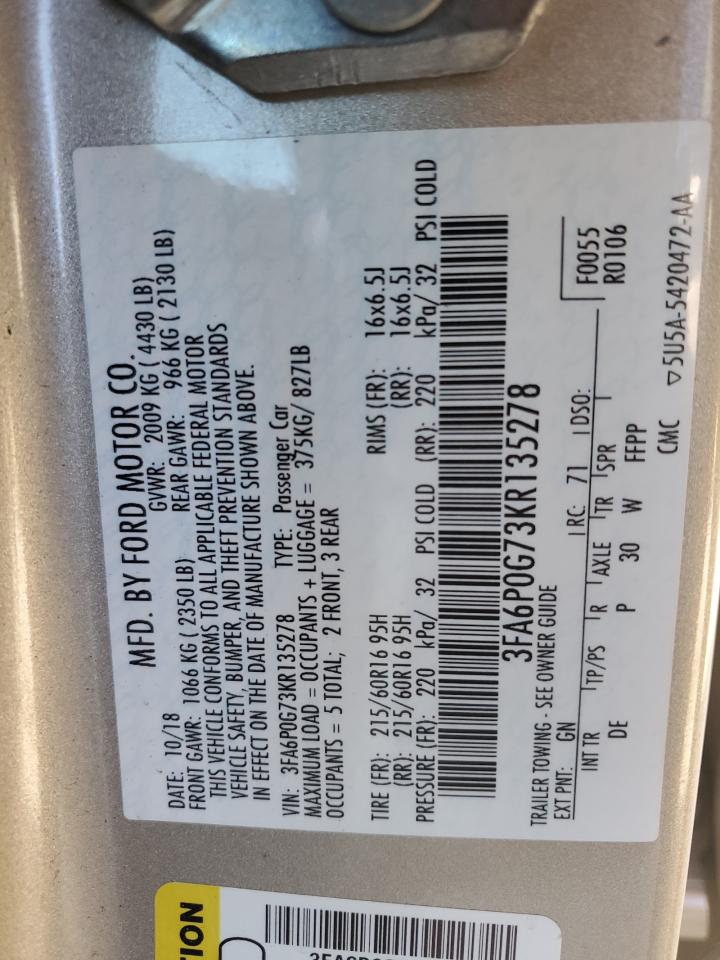 MFD. BY FORD MOTOR CO.
DATE: 10/18 GVWR: 2009 KG ( 4430 LB)
FRONT GAWR: 1066 KG ( 2350 LB) REAR GAWR: 966 KG ( 2130 LB)
THIS VEHICLE CONFORMS TO ALL APPLICABLE FEDERAL MOTOR
VEHICLE SAFETY, BUMPER, AND THEFT PREVENTION STANDARDS
IN EFFECT ON THE DATE OF MANUFACTURE SHOWN ABOVE.
VIN: 3FA6P0G73KR135278 TYPE: Passenger Car
MAXIMUM LOAD = OCCUPANTS + LUGGAGE = 375KG/ 827LB
OCCUPANTS = 5 TOTAL; 2 FRONT, 3 REAR
TIRE (FR): 215/60R16 95H RIMS (FR): 16x6.5J
(RR): 215/60R16 95H (RR): 16x6.5J
PRESSURE (FR): 220 kPa/ 32 PSI COLD (RR): 220 kPa/ 32 PSI COLD
3FA6P0G73KR135278
TRAILER TOWING - SEE OWNER GUIDE
EXT PNT: GN RC: 71 DSO: F0055
R0106
INT TR TP/PS R AXLE TR SPR
DE P 30 W FFPP
CMC ▽5U5A-5420472-AA
TION